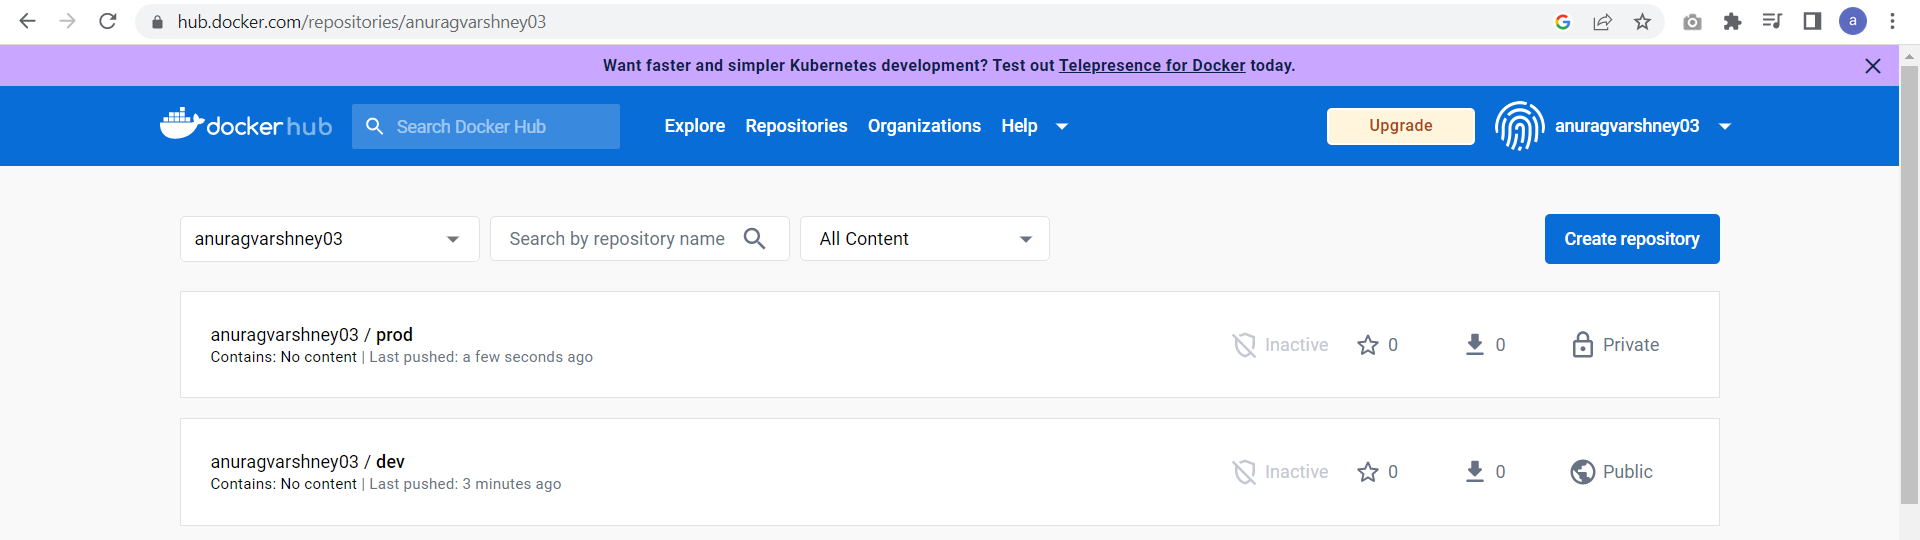 hub.docker.com/repositories/anuragvarshney03
a
Want faster and simpler Kubernetes development? Test out Telepresence for Docker today.
docker hub
Search Docker Hub
Explore
Repositories
Organizations
Help
Upgrade
anuragvarshney03
anuragvarshney03
Search by repository name
All Content
Create repository
anuragvarshney03 / prod
Contains: No content | Last pushed: a few seconds ago
Inactive
0
0
Private
anuragvarshney03 / dev
Contains: No content | Last pushed: 3 minutes ago
Inactive
0
0
Public